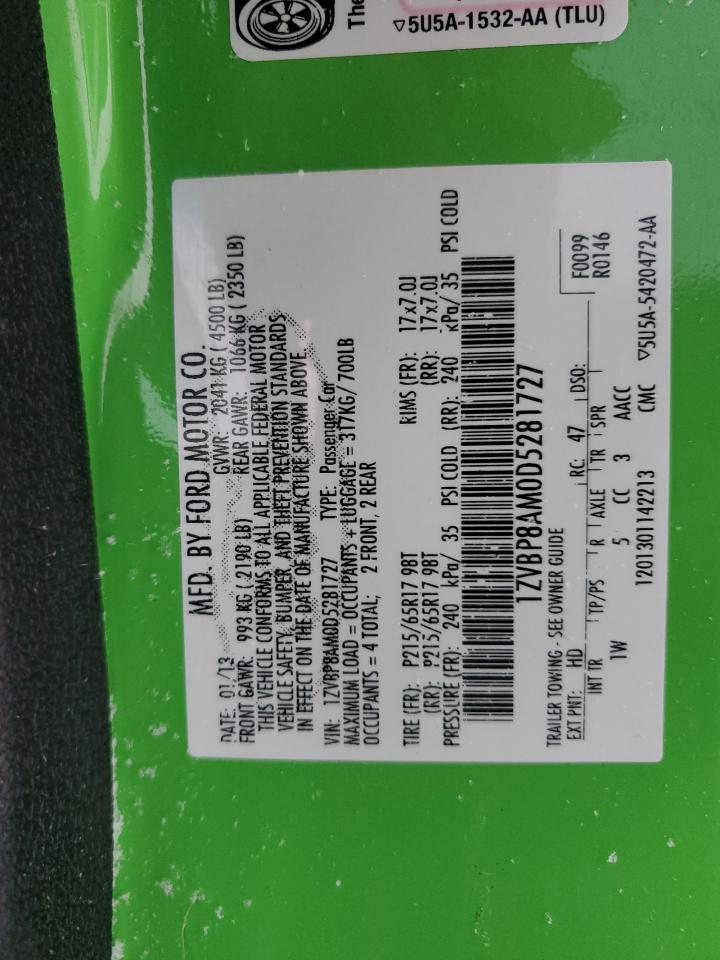 The
▽5U5A-1532-AA (TLU)
MFD. BY FORD MOTOR CO.
DATE: 01/13 GVWR: 2041 KG ( 4500 LB)
FRONT GAWR: 993 KG ( 2190 LB) REAR GAWR: 1066 KG ( 2350 LB)
THIS VEHICLE CONFORMS TO ALL APPLICABLE FEDERAL MOTOR
VEHICLE SAFETY, BUMPER, AND THEFT PREVENTION STANDARDS
IN EFFECT ON THE DATE OF MANUFACTURE SHOWN ABOVE.
VIN: 1ZVBP8AM0D5281727 TYPE: Passenger Car
MAXIMUM LOAD = OCCUPANTS + LUGGAGE = 317KG/ 700LB
OCCUPANTS = 4 TOTAL; 2 FRONT, 2 REAR
TIRE (FR): P215/65R17 98T RIMS (FR): 17x7.0J
(RR): P215/65R17 98T (RR): 17x7.0J
PRESSURE (FR): 240 kPa/ 35 PSI COLD (RR): 240 kPa/ 35 PSI COLD
1ZVBP8AM0D5281727
TRAILER TOWING - SEE OWNER GUIDE
EXT PNT: HD RC: 47 DSO: F0099
R0146
INT TR TP/PS R AXLE TR SPR
1W 5 CC 3 AACC
1201301142213 CMC ▽5U5A-5420472-AA